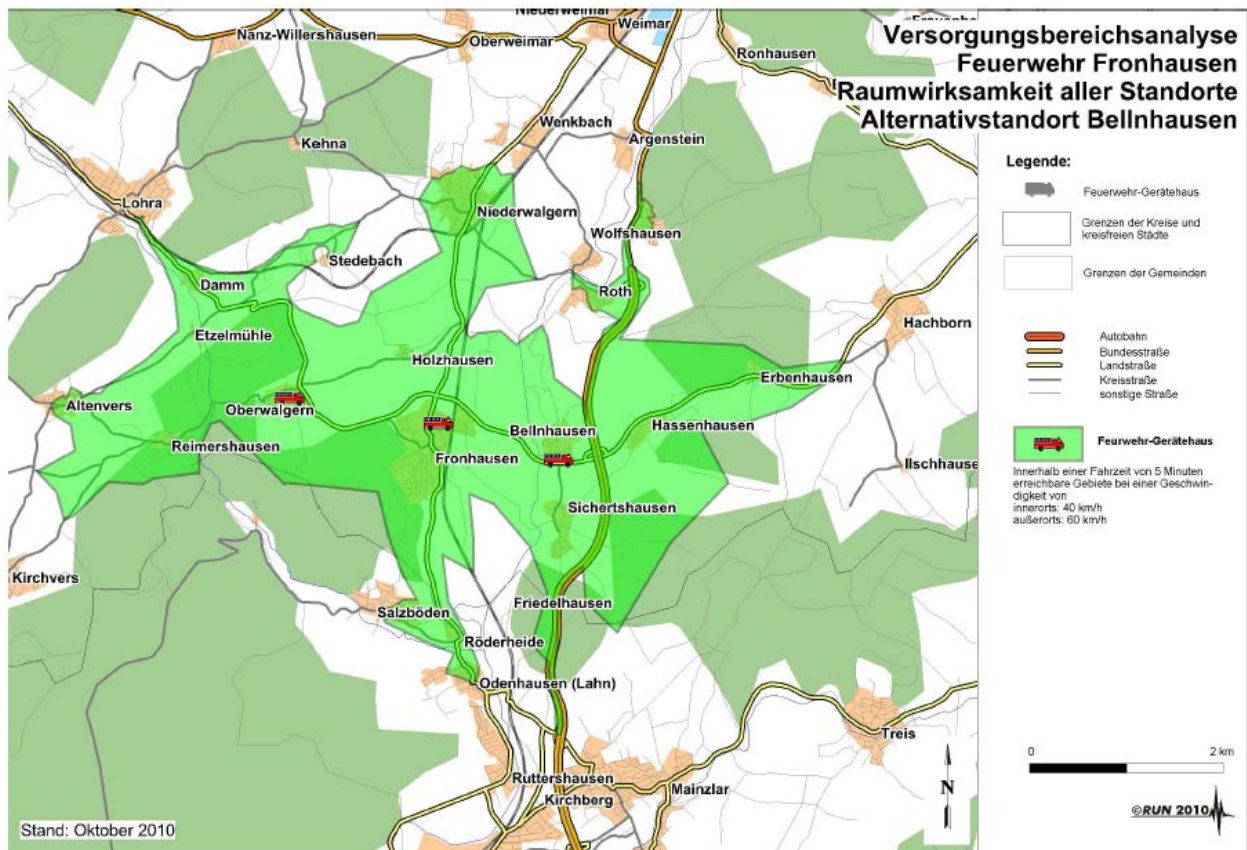 Versorgungsbereichsanalyse
Feuerwehr Fronhausen
Raumwirksamkeit aller Standorte
Alternativstandort Bellnhausen
Legende:
Feuerwehr-Gerätehaus
Grenzen der Kreise und
kreisfreien Städte
Grenzen der Gemeinden
Autobahn
Bundesstraße
Landstraße
Kreisstraße
sonstige Straße
Feurwehr-Gerätehaus
Innerhalb einer Fahrzeit von 5 Minuten
erreichbare Gebiete bei einer Geschwin-
digkeit von
innerorts: 40 km/h
außerorts: 60 km/h
0 2 km
©RUN 2010
N
Niederweimar
Weimar
Nanz-Willershausen
Oberweimar
Ronhausen
Wenkbach
Argenstein
Kehna
Lohra
Niederwalgern
Wolfshausen
Stedebach
Damm
Roth
Hachborn
Etzelmühle
Holzhausen
Erbenhausen
Altenvers
Oberwalgern
Bellnhausen
Hassenhausen
Reimershausen
Fronhausen
Ilschhause
Sichertshausen
Kirchvers
Friedelhausen
Salzböden
Röderheide
Odenhausen (Lahn)
Treis
Ruttershausen
Mainzlar
Kirchberg
Stand: Oktober 2010